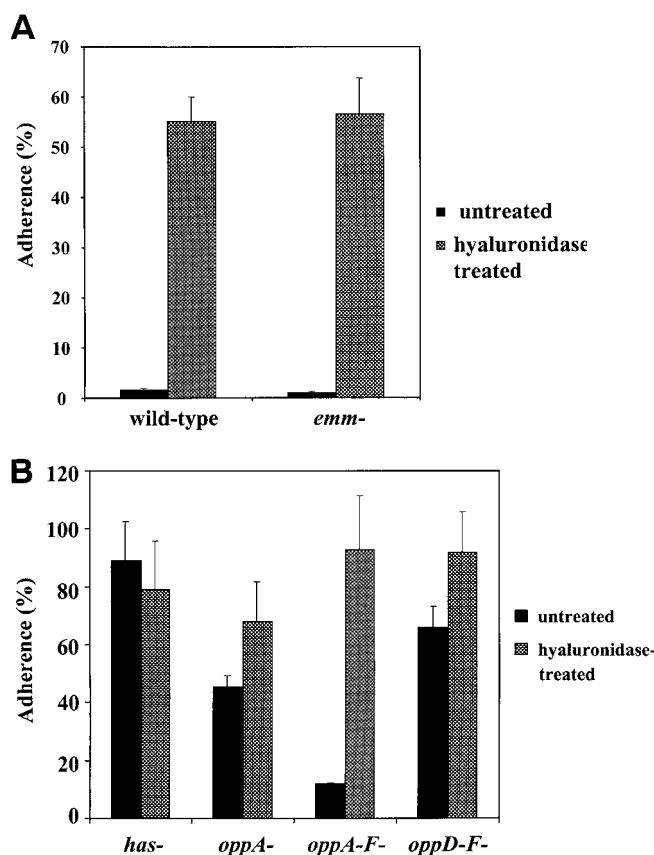 A
70
60
50
40
30
20
10
0
Adherence (%)
wild-type emm-
untreated
hyaluronidase
treated
B
120
100
80
60
40
20
0
Adherence (%)
has- oppA- oppA-F- oppD-F-
untreated
hyaluronidase-
treated